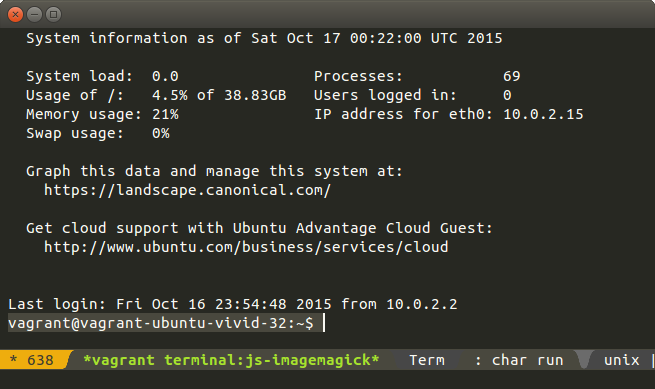 System information as of Sat Oct 17 00:22:00 UTC 2015
System load:  0.0               Processes:           69
Usage of /:   4.5% of 38.83GB   Users logged in:     0
Memory usage: 21%               IP address for eth0: 10.0.2.15
Swap usage:   0%
Graph this data and manage this system at:
https://landscape.canonical.com/
Get cloud support with Ubuntu Advantage Cloud Guest:
http://www.ubuntu.com/business/services/cloud
Last login: Fri Oct 16 23:54:48 2015 from 10.0.2.2
vagrant@vagrant-ubuntu-vivid-32:~$
* 638 *vagrant terminal:js-imagemagick* Term : char run unix |